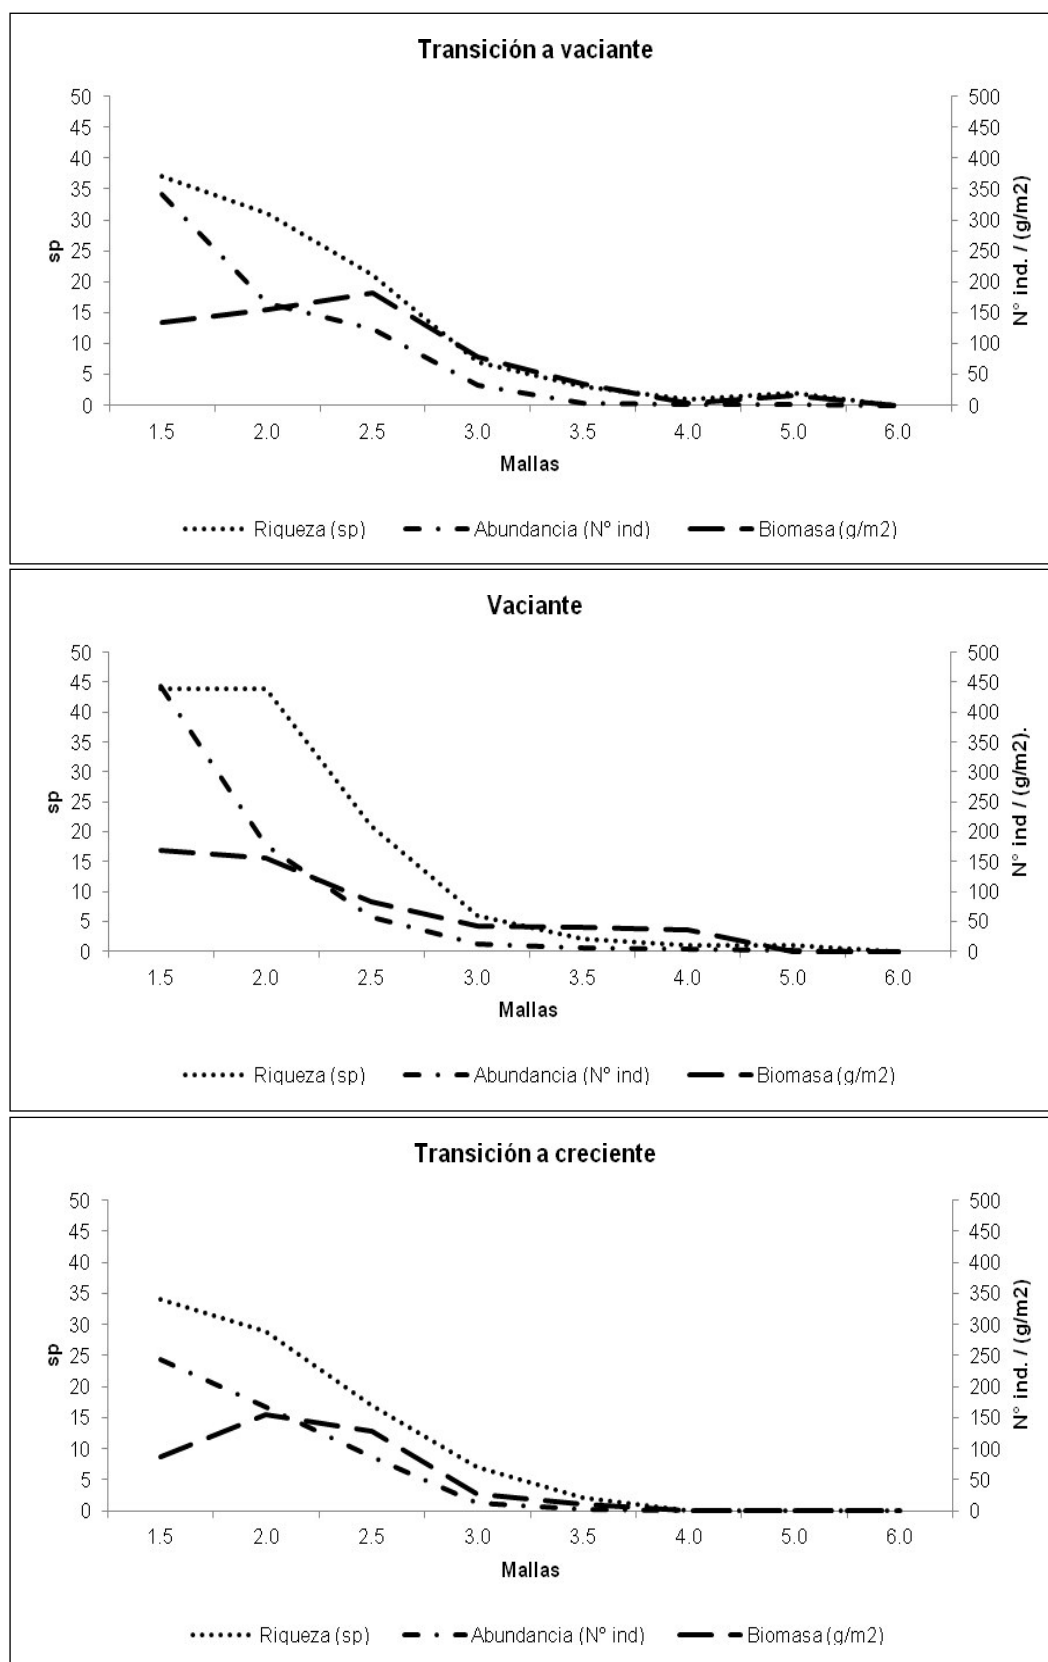 Transición a vaciante
50 500
45 450
40 400
35 350
30 300
25 250
20 200
15 150
10 100
5 50
0 0
sp
N° ind. / (g/m2)
1.5 2.0 2.5 3.0 3.5 4.0 5.0 6.0
Mallas
Riqueza (sp) Abundancia (N° ind) Biomasa (g/m2)
Vaciante
50 500
45 450
40 400
35 350
30 300
25 250
20 200
15 150
10 100
5 50
0 0
sp
N° ind / (g/m2).
1.5 2.0 2.5 3.0 3.5 4.0 5.0 6.0
Mallas
Riqueza (sp) Abundancia (N° ind) Biomasa (g/m2)
Transición a creciente
50 500
45 450
40 400
35 350
30 300
25 250
20 200
15 150
10 100
5 50
0 0
sp
N° ind. / (g/m2)
1.5 2.0 2.5 3.0 3.5 4.0 5.0 6.0
Mallas
Riqueza (sp) Abundancia (N° ind) Biomasa (g/m2)